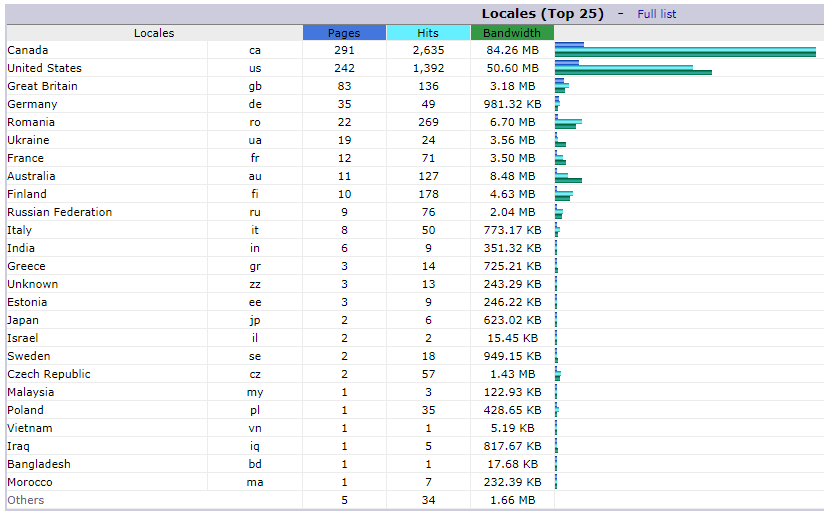 Locales (Top 25) - Full list
Locales Pages Hits Bandwidth
Canada ca 291 2,635 84.26 MB
United States us 242 1,392 50.60 MB
Great Britain gb 83 136 3.18 MB
Germany de 35 49 981.32 KB
Romania ro 22 269 6.70 MB
Ukraine ua 19 24 3.56 MB
France fr 12 71 3.50 MB
Australia au 11 127 8.48 MB
Finland fi 10 178 4.63 MB
Russian Federation ru 9 76 2.04 MB
Italy it 8 50 773.17 KB
India in 6 9 351.32 KB
Greece gr 3 14 725.21 KB
Unknown zz 3 13 243.29 KB
Estonia ee 3 9 246.22 KB
Japan jp 2 6 623.02 KB
Israel il 2 2 15.45 KB
Sweden se 2 18 949.15 KB
Czech Republic cz 2 57 1.43 MB
Malaysia my 1 3 122.93 KB
Poland pl 1 35 428.65 KB
Vietnam vn 1 1 5.19 KB
Iraq iq 1 5 817.67 KB
Bangladesh bd 1 1 17.68 KB
Morocco ma 1 7 232.39 KB
Others 5 34 1.66 MB